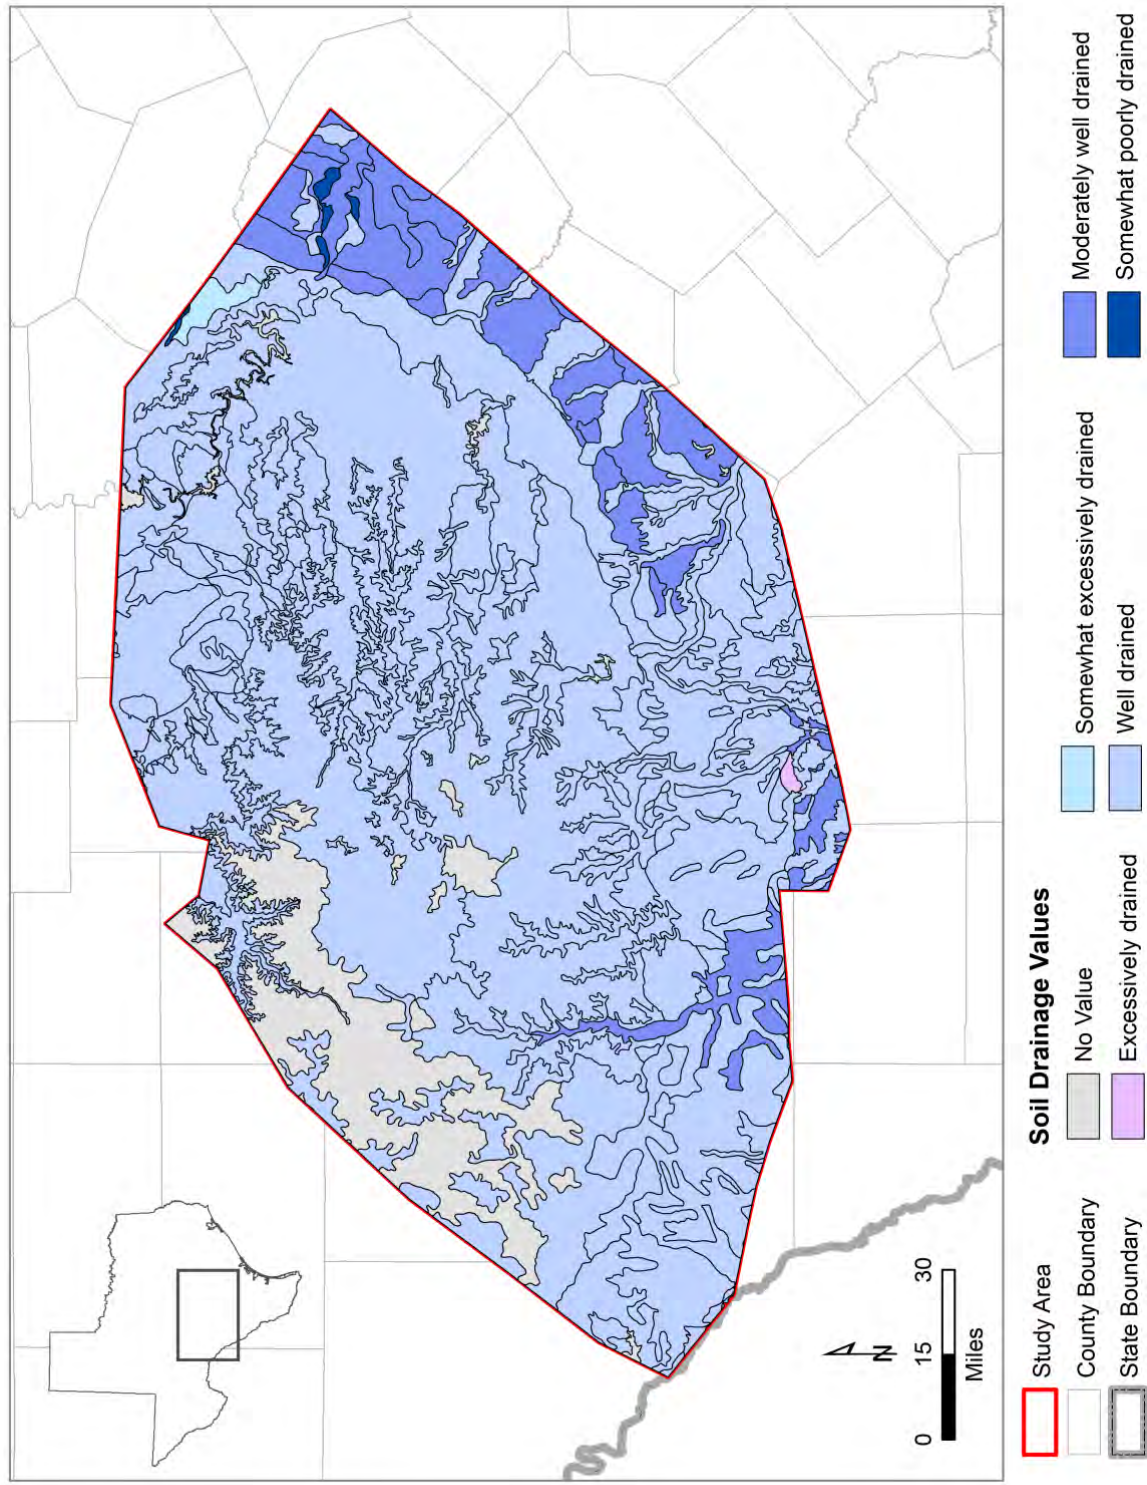 N
0 15 30
Miles
Study Area
County Boundary
State Boundary
Soil Drainage Values
No Value
Excessively drained
Somewhat excessively drained
Well drained
Moderately well drained
Somewhat poorly drained